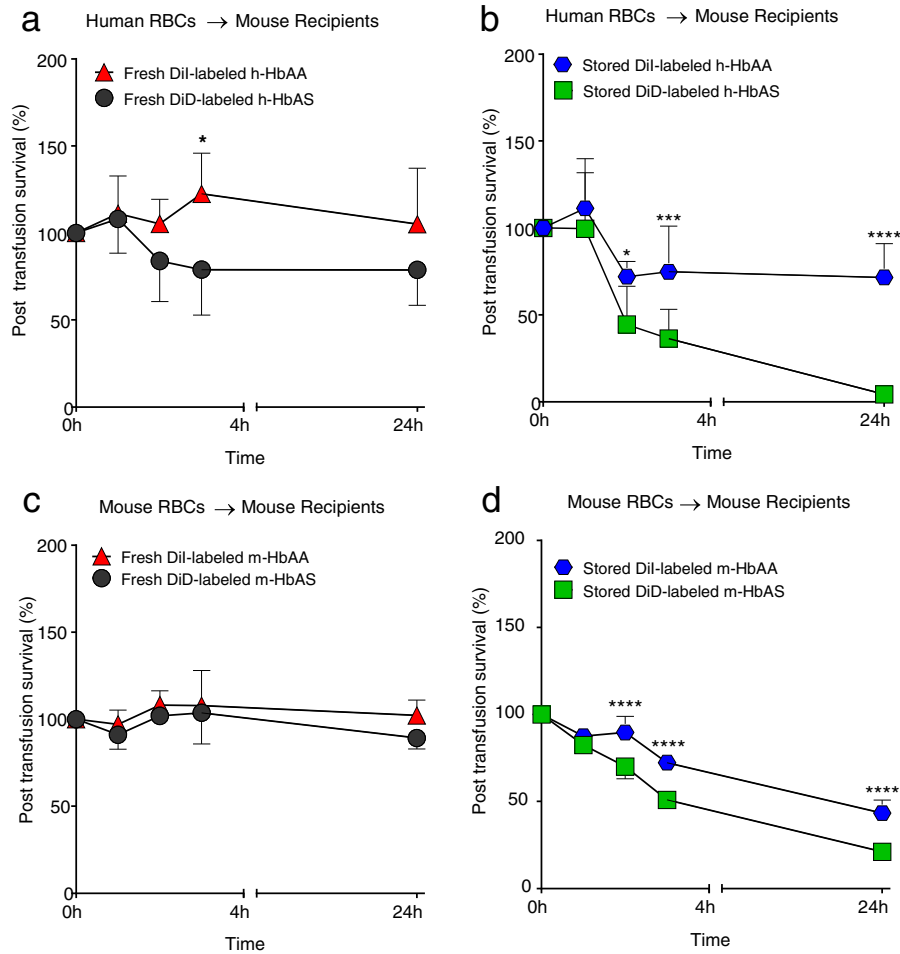 a
Human RBCs → Mouse Recipients
Fresh DiI-labeled h-HbAA
Fresh DiD-labeled h-HbAS
Post transfusion survival (%)
200
150
100
50
0
*
0h
4h
24h
Time
b
Human RBCs → Mouse Recipients
Stored DiI-labeled h-HbAA
Stored DiD-labeled h-HbAS
Post transfusion survival (%)
200
150
100
50
0
*
***
****
0h
4h
24h
Time
c
Mouse RBCs → Mouse Recipients
Fresh DiI-labeled m-HbAA
Fresh DiD-labeled m-HbAS
Post transfusion survival (%)
200
150
100
50
0
0h
4h
24h
Time
d
Mouse RBCs → Mouse Recipients
Stored DiI-labeled m-HbAA
Stored DiD-labeled m-HbAS
Post transfusion survival (%)
200
150
100
50
0
****
****
****
0h
4h
24h
Time